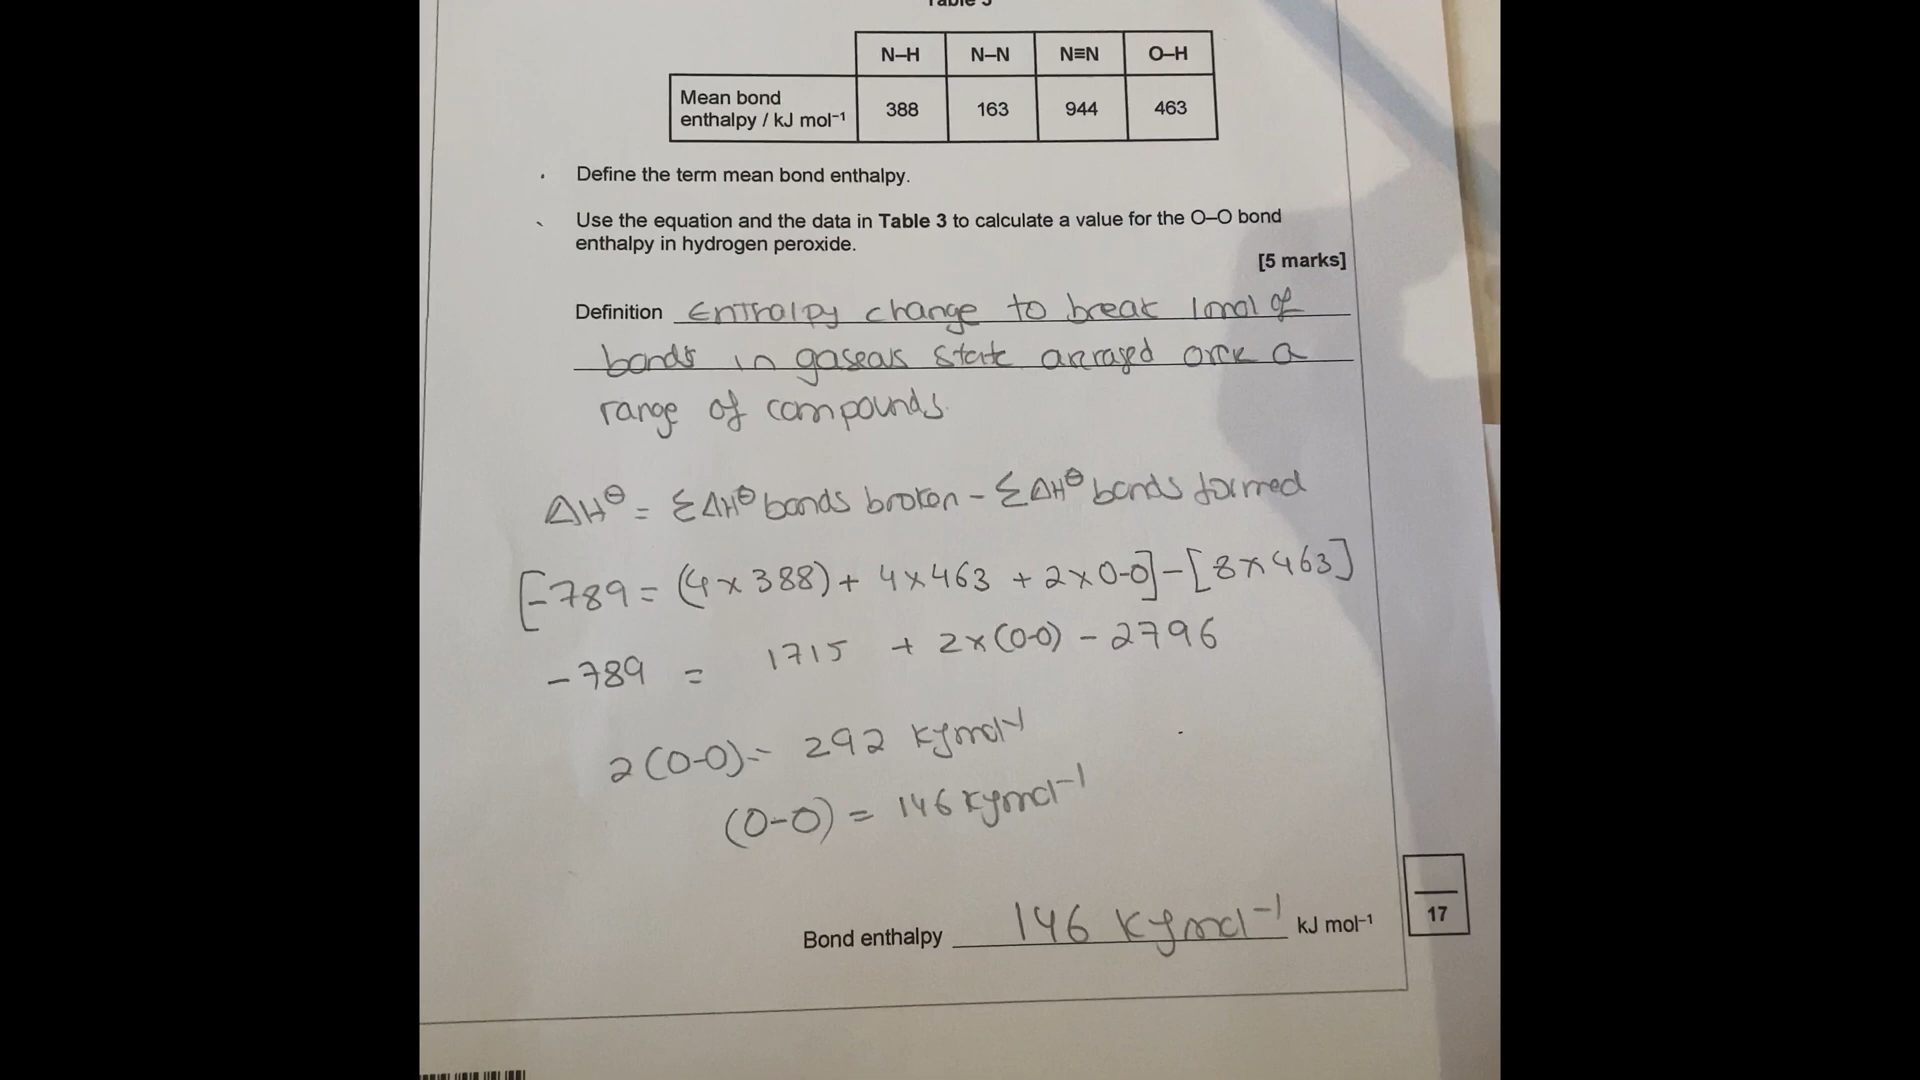 N–H N–N N≡N O–H
Mean bond enthalpy / kJ mol⁻¹ 388 163 944 463
Define the term mean bond enthalpy.
Use the equation and the data in Table 3 to calculate a value for the O–O bond
enthalpy in hydrogen peroxide.
[5 marks]
Definition Enthalpy change to break 1mol of
bonds in gaseous state averaged over a
range of compounds.
ΔH⊖ = ΣΔH⊖ bonds broken - ΣΔH⊖ bonds formed
[-789 = (4 x 388) + 4 x 463 + 2 x O-O] - [8 x 463]
-789 = 1715 + 2x(O-O) - 2796
2(O-O) = 292 kJmol-1
(O-O) = 146 kJmol⁻¹
Bond enthalpy 146 kJmol⁻¹ kJ mol⁻¹
17